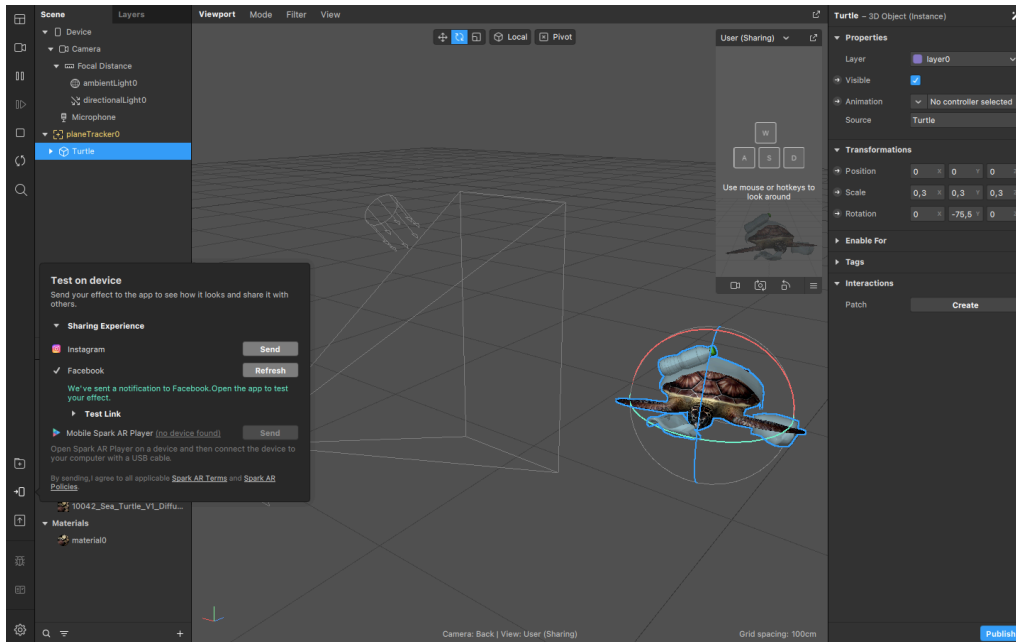 Scene Layers
Viewport Mode Filter View
Turtle – 3D Object (Instance)
Device
Camera
Focal Distance
ambientLight0
directionalLight0
Microphone
planeTracker0
Turtle
Local Pivot
User (Sharing)
W
A S D
Use mouse or hotkeys to
look around
Properties
Layer layer0
Visible
Animation No controller selected
Source Turtle
Transformations
Position 0 X 0 Y 0
Scale 0,3 X 0,3 Y 0,3
Rotation 0 X -75,5 Y 0
Enable For
Tags
Interactions
Patch Create
Test on device
Send your effect to the app to see how it looks and share it with
others.
Sharing Experience
Instagram Send
Facebook Refresh
We've sent a notification to Facebook.Open the app to test
your effect.
Test Link
Mobile Spark AR Player (no device found) Send
Open Spark AR Player on a device and then connect the device to
your computer with a USB cable.
By sending,I agree to all applicable Spark AR Terms and Spark AR
Policies.
10042_Sea_Turtle_V1_Diffu...
Materials
material0
Camera: Back | View: User (Sharing)
Grid spacing: 100cm
Publish